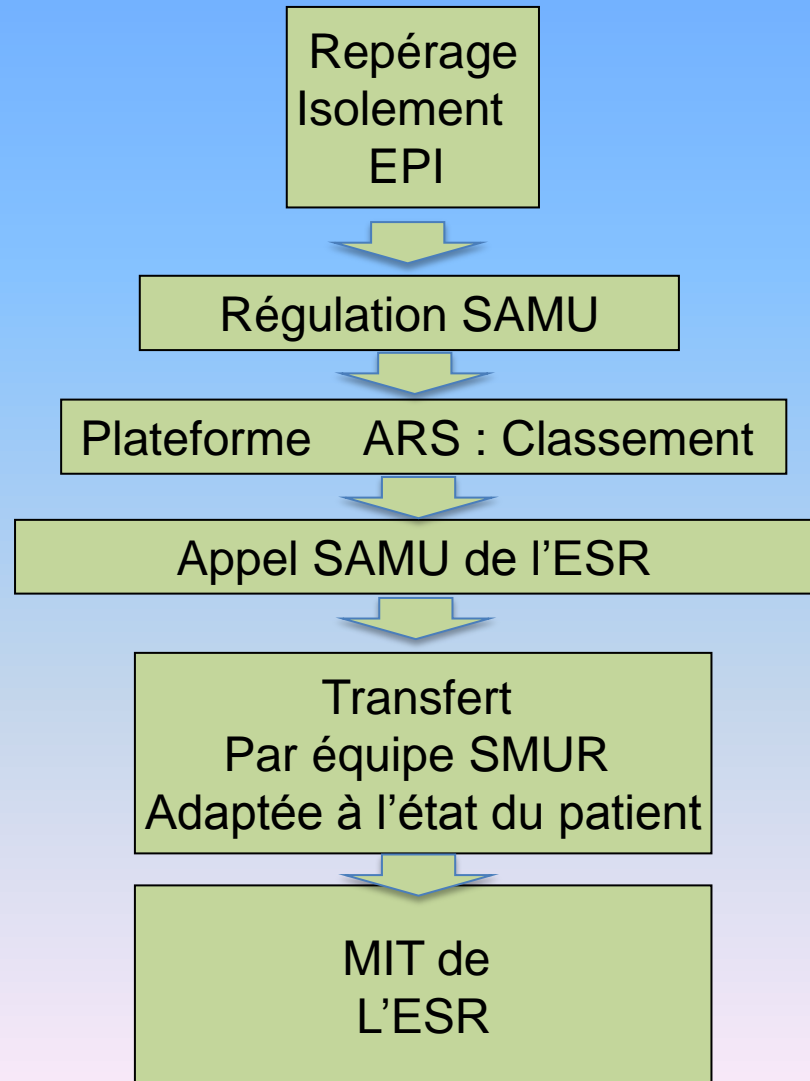 Repérage
Isolement
EPI
Régulation SAMU
Plateforme ARS : Classement
Appel SAMU de l’ESR
Transfert
Par équipe SMUR
Adaptée à l’état du patient
MIT de
L’ESR